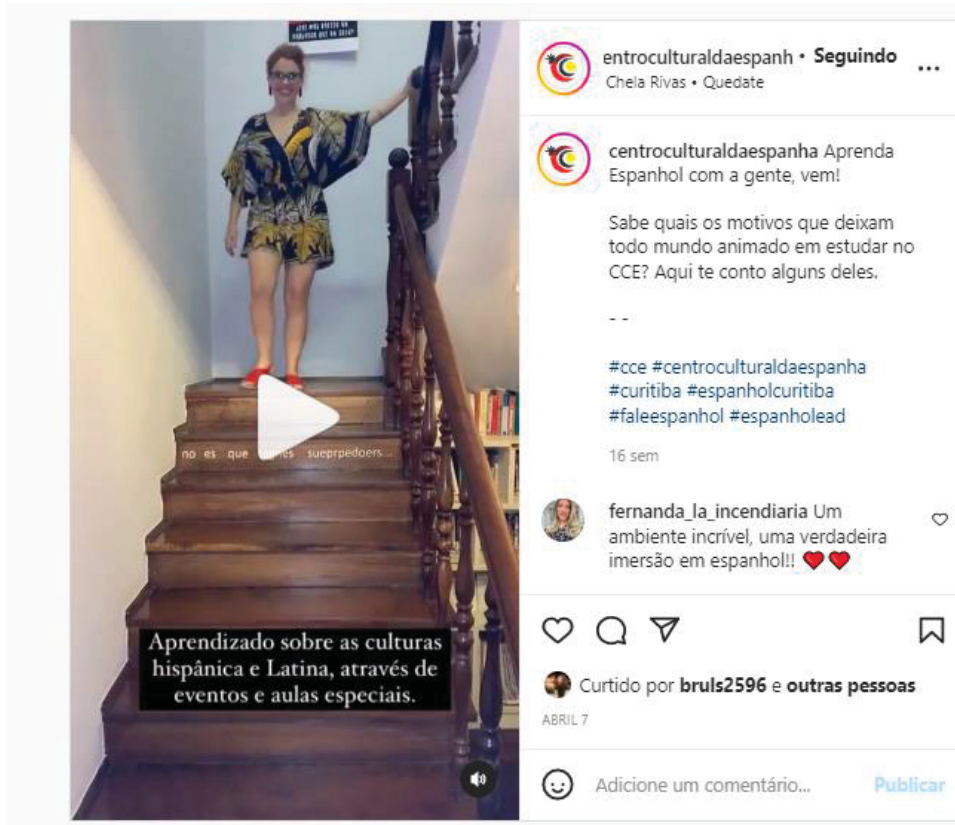 no es que
Aprendizado sobre as culturas
hispânica e Latina, através de
eventos e aulas especiais.
entroculturaldaespanh • Seguindo
Chela Rivas • Quedate
centroculturaldaespanha Aprenda
Espanhol com a gente, vem!
Sabe quais os motivos que deixam
todo mundo animado em estudar no
CCE? Aqui te conto alguns deles.
- -
#cce #centroculturaldaespanha
#curitiba #espanholcuritiba
#faleespanhol #espanholead
16 sem
fernanda_la_incendiaria Um
ambiente incrível, uma verdadeira
imersão em espanhol!! ❤️❤️
Curtido por bruls2596 e outras pessoas
ABRIL 7
Adicione um comentário... Publicar